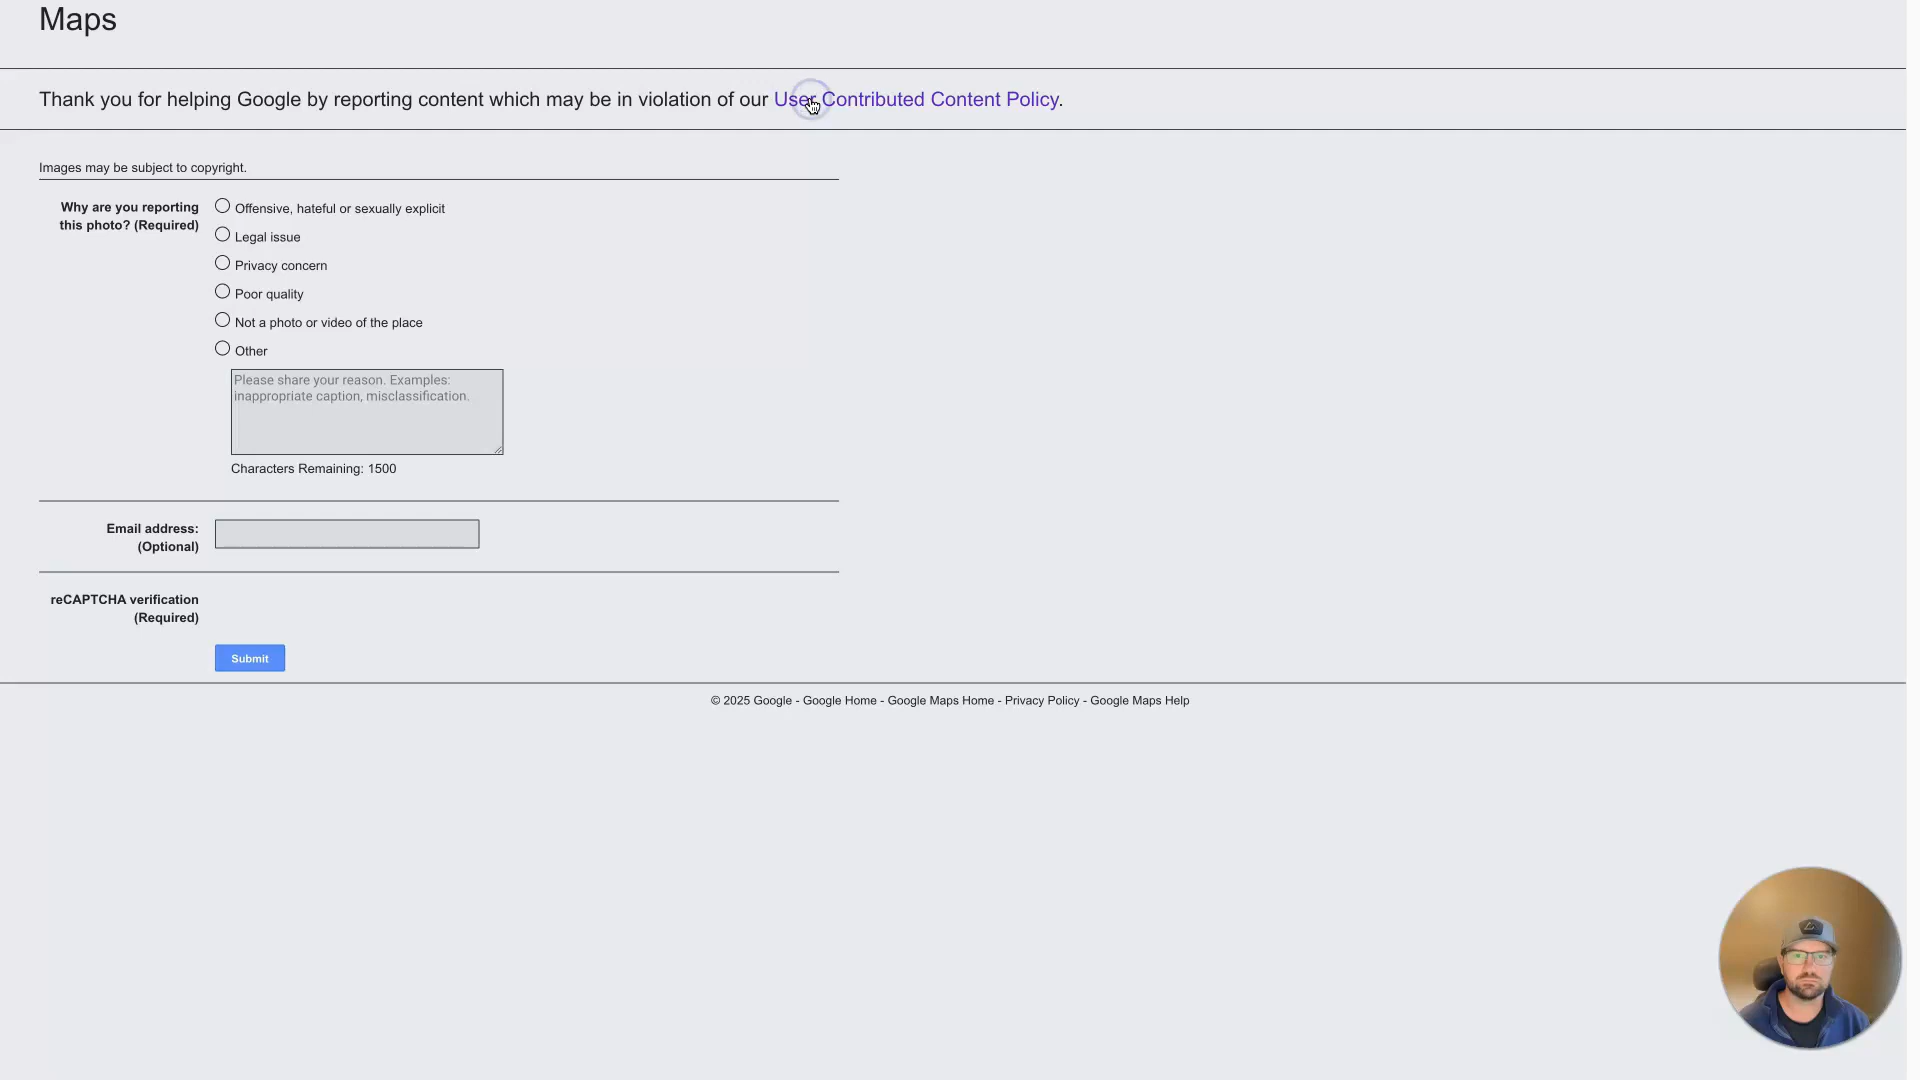 Maps
Thank you for helping Google by reporting content which may be in violation of our User Contributed Content Policy.
Images may be subject to copyright.
Why are you reporting
this photo? (Required)
Offensive, hateful or sexually explicit
Legal issue
Privacy concern
Poor quality
Not a photo or video of the place
Other
Please share your reason. Examples:
inappropriate caption, misclassification.
Characters Remaining: 1500
Email address:
(Optional)
reCAPTCHA verification
(Required)
Submit
© 2025 Google - Google Home - Google Maps Home - Privacy Policy - Google Maps Help